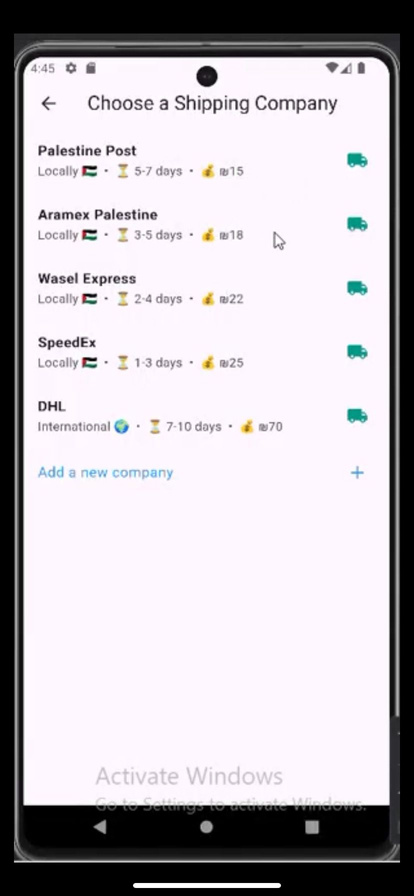 4:45
Choose a Shipping Company
Palestine Post
Locally 🇵🇸 • ⏳ 5-7 days • 💰 ₪15
Aramex Palestine
Locally 🇵🇸 • ⏳ 3-5 days • 💰 ₪18
Wasel Express
Locally 🇵🇸 • ⏳ 2-4 days • 💰 ₪22
SpeedEx
Locally 🇵🇸 • ⏳ 1-3 days • 💰 ₪25
DHL
International 🌍 • ⏳ 7-10 days • 💰 ₪70
Add a new company +
Activate Windows
Go to Settings to activate Windows.